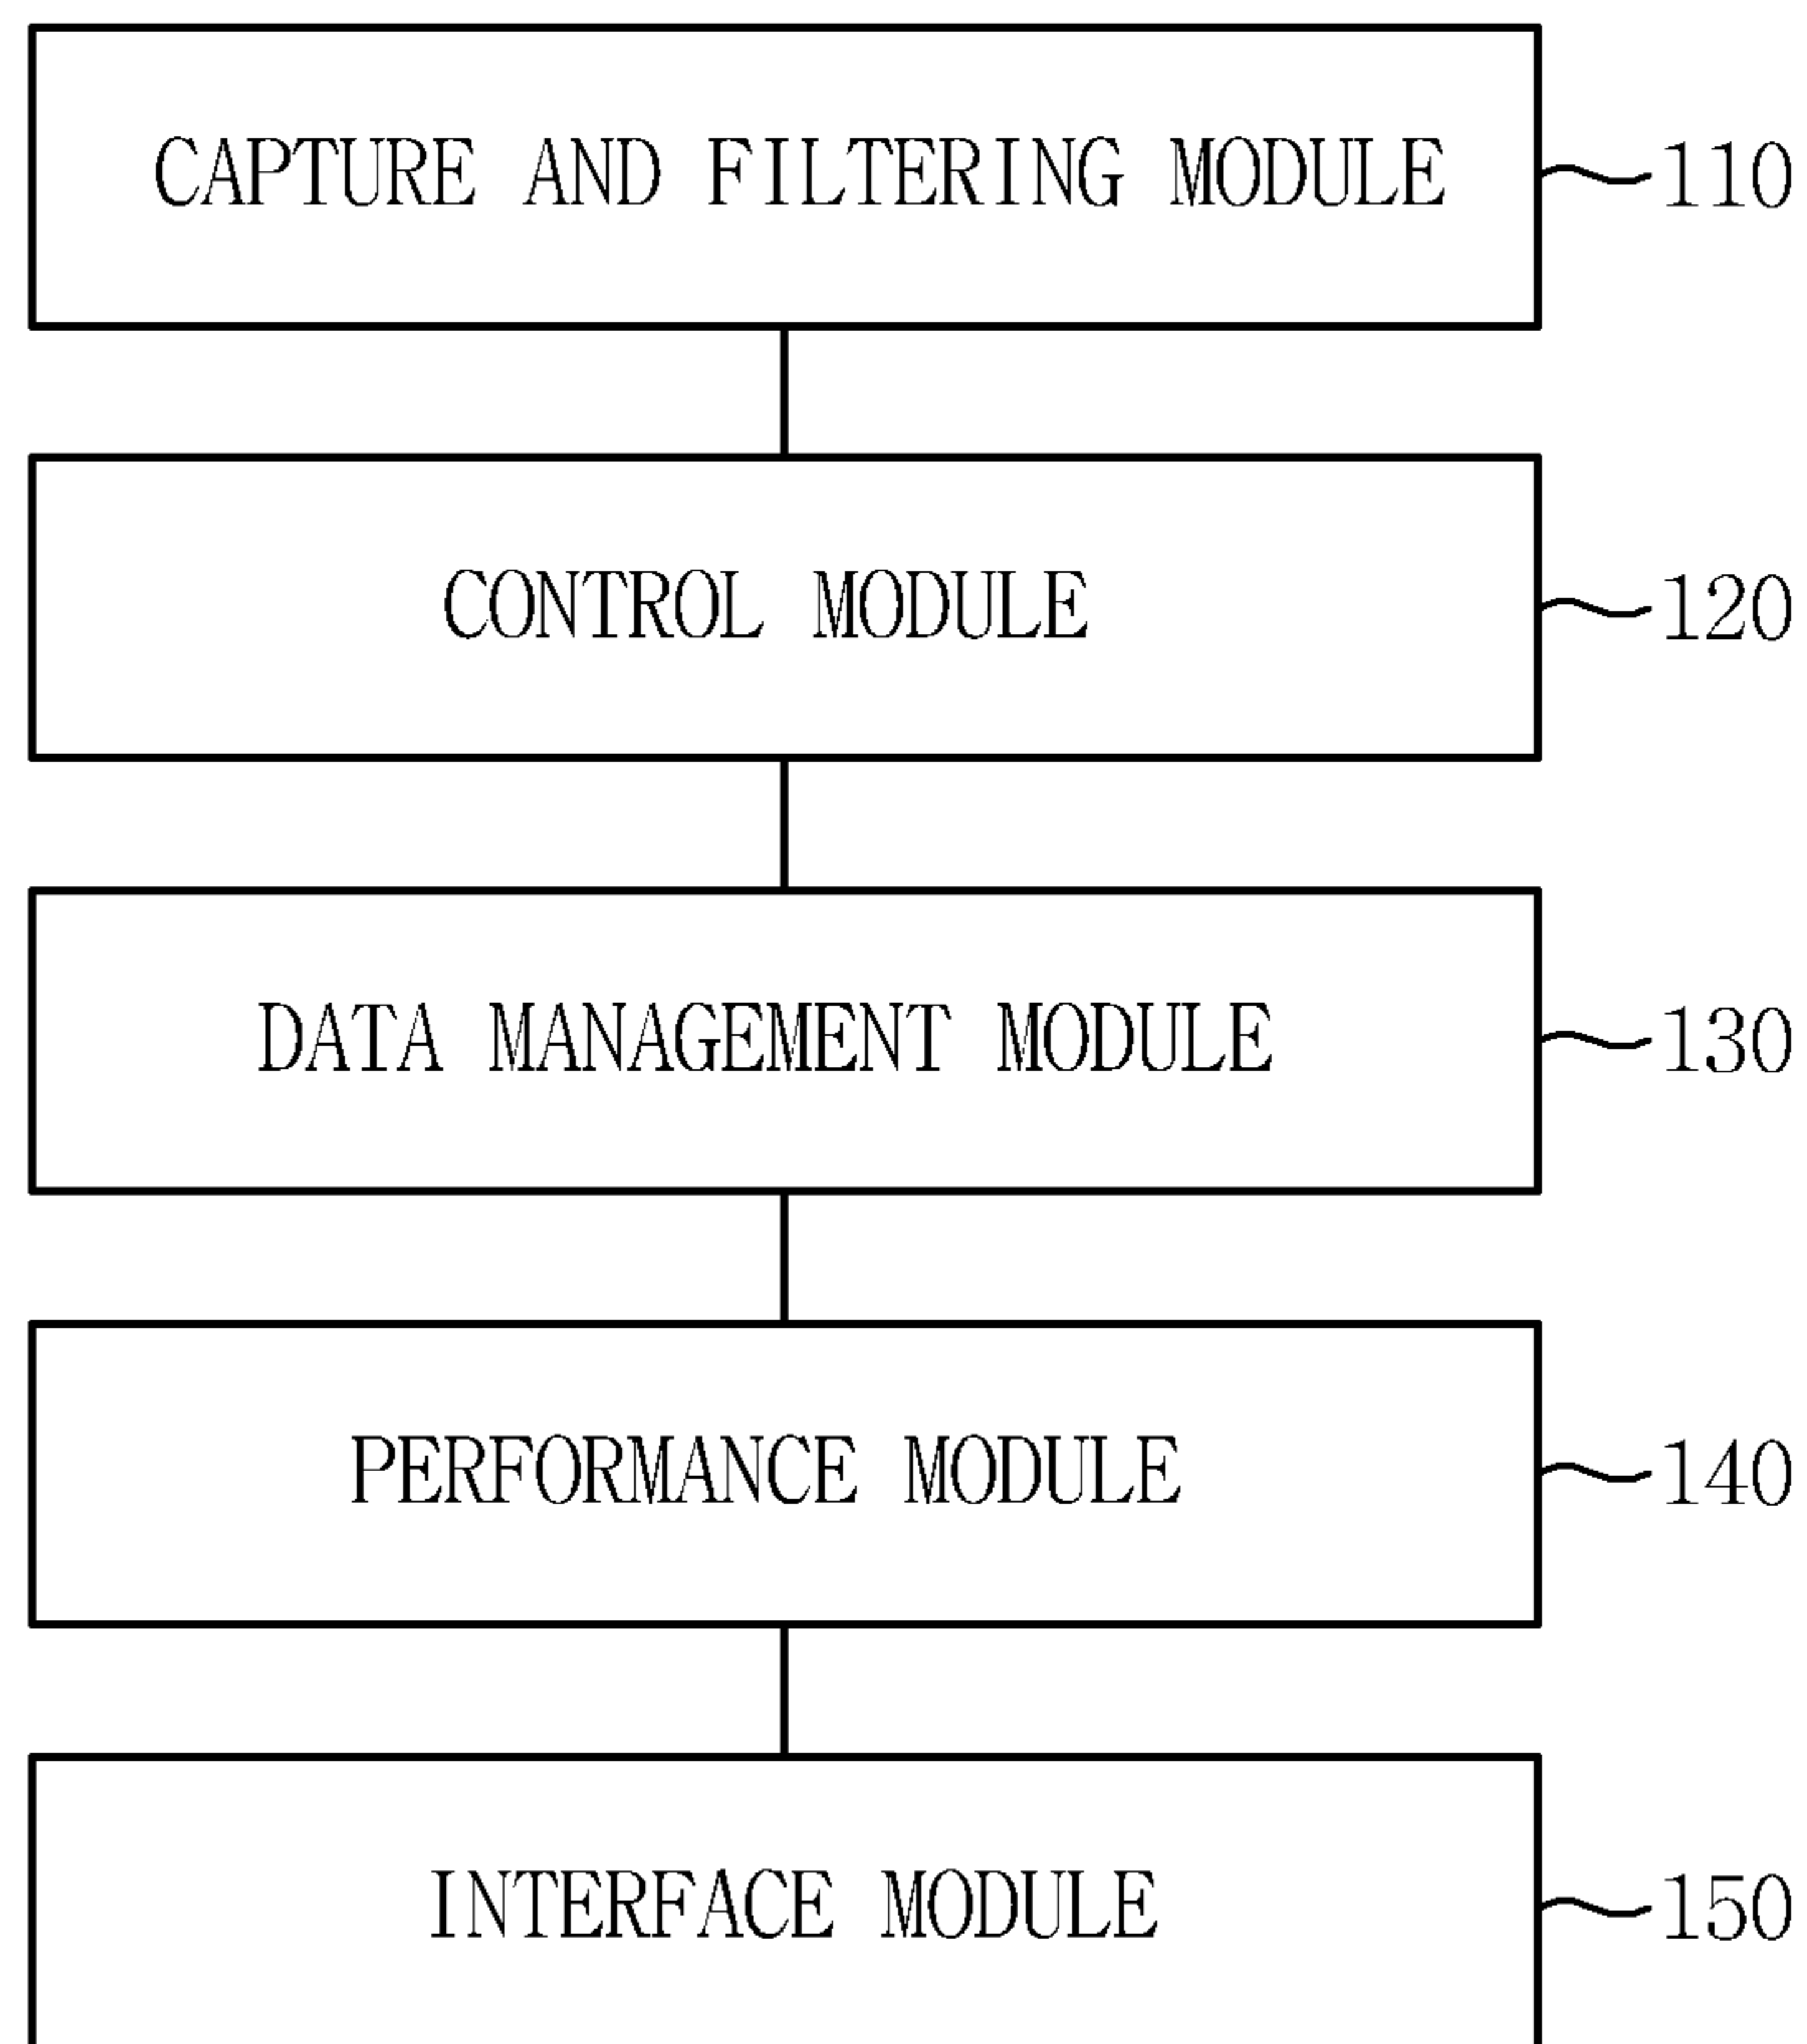 CAPTURE AND FILTERING MODULE 110
CONTROL MODULE 120
DATA MANAGEMENT MODULE 130
PERFORMANCE MODULE 140
INTERFACE MODULE 150